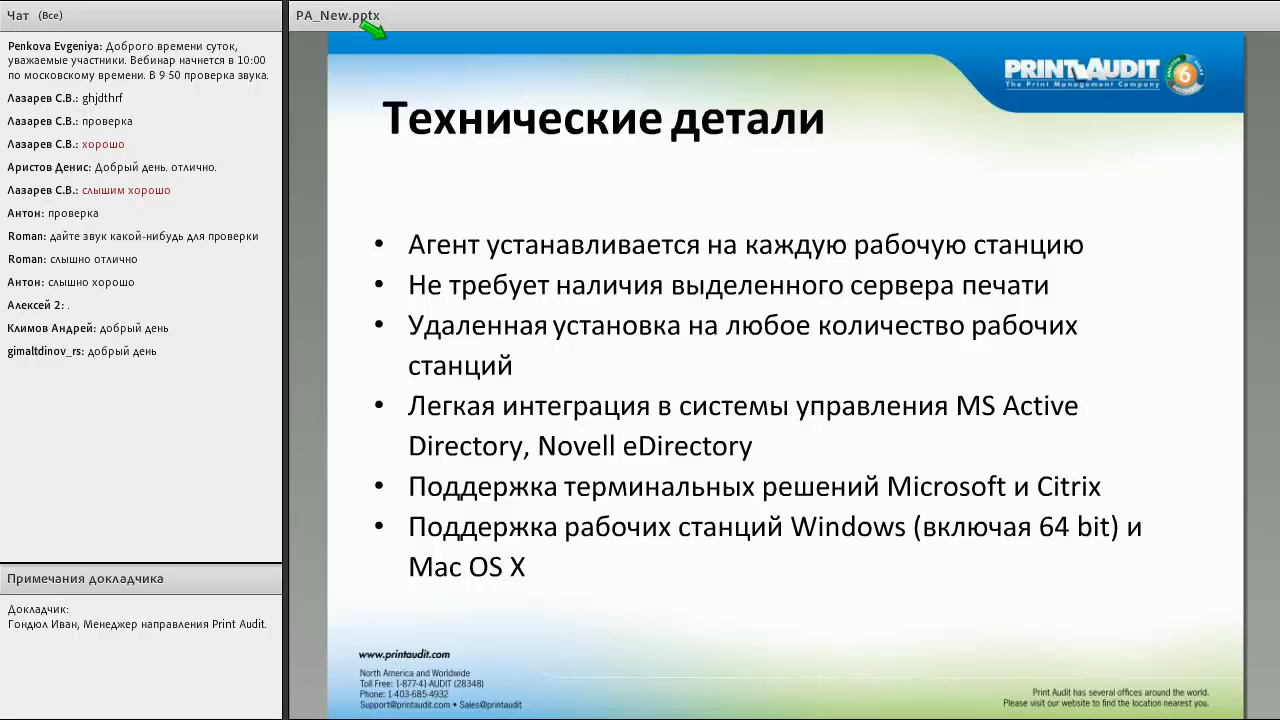 Чат (Все)
Penkova Evgeniya: Доброго времени суток,
уважаемые участники. Вебинар начнется в 10:00
по московскому времени. В 9 50 проверка звука.
Лазарев С.В.: ghjdthrf
Лазарев С.В.: проверка
Лазарев С.В.: хорошо
Аристов Денис: Добрый день. отлично.
Лазарев С.В.: слышим хорошо
Антон: проверка
Roman: дайте звук какой-нибудь для проверки
Roman: слышно отлично
Антон: слышно хорошо
Алексей 2: .
Климов Андрей: добрый день
gimaltdinov_rs: добрый день
Примечания докладчика
Докладчик:
Гондюл Иван, Менеджер направления Print Audit.
PA_New.pptx
PRINT AUDIT 6
The Print Management Company
Технические детали
• Агент устанавливается на каждую рабочую станцию
• Не требует наличия выделенного сервера печати
• Удаленная установка на любое количество рабочих
станций
• Легкая интеграция в системы управления MS Active
Directory, Novell eDirectory
• Поддержка терминальных решений Microsoft и Citrix
• Поддержка рабочих станций Windows (включая 64 bit) и
Mac OS X
www.printaudit.com
North America and Worldwide
Toll Free: 1-877-41-AUDIT (28348)
Phone: 1-403-685-4932
Support@printaudit.com • Sales@printaudit
Print Audit has several offices around the world.
Please visit our website to find the location nearest you.